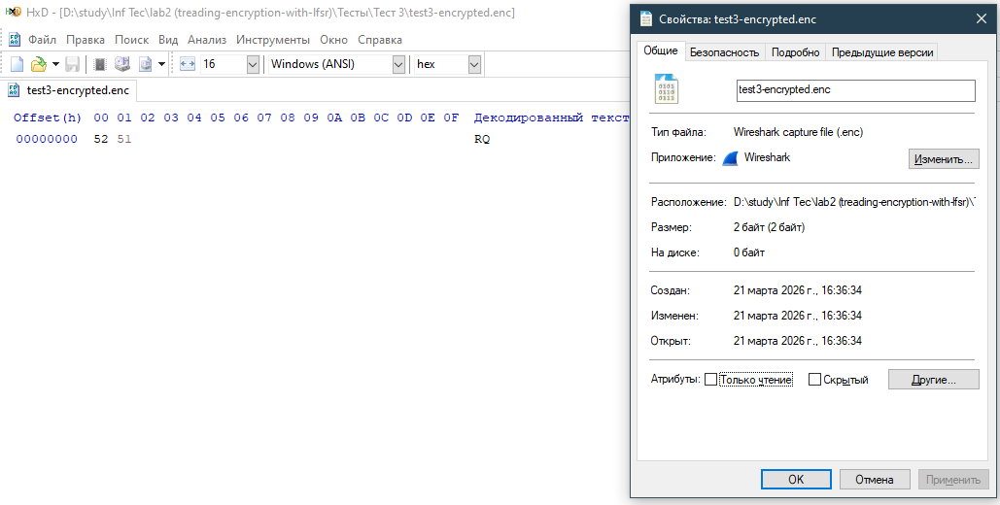 HxD - [D:\study\Inf Tec\lab2 (treading-encryption-with-lfsr)\Тесты\Тест 3\test3-encrypted.enc]
Файл Правка Поиск Вид Анализ Инструменты Окно Справка
16 Windows (ANSI) hex
test3-encrypted.enc
Offset(h) 00 01 02 03 04 05 06 07 08 09 0A 0B 0C 0D 0E 0F Декодированный текст
00000000 52 51 RQ
Свойства: test3-encrypted.enc
Общие Безопасность Подробно Предыдущие версии
test3-encrypted.enc
Тип файла: Wireshark capture file (.enc)
Приложение: Wireshark Изменить...
Расположение: D:\study\Inf Tec\lab2 (treading-encryption-with-lfsr)\
Размер: 2 байт (2 байт)
На диске: 0 байт
Создан: 21 марта 2026 г., 16:36:34
Изменен: 21 марта 2026 г., 16:36:34
Открыт: 21 марта 2026 г., 16:36:34
Атрибуты: Только чтение Скрытый Другие...
OK Отмена Применить